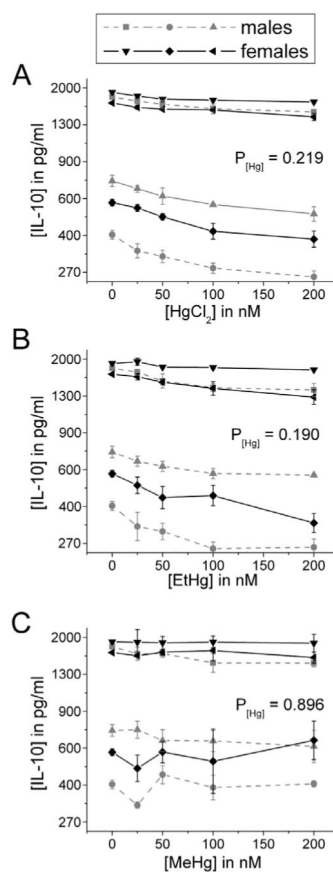 males
females
A
2000
1300
900
600
400
270
[IL-10] in pg/ml
P[Hg] = 0.219
0 50 100 150 200
[HgCl2] in nM
B
2000
1300
900
600
400
270
[IL-10] in pg/ml
P[Hg] = 0.190
0 50 100 150 200
[EtHg] in nM
C
2000
1300
900
600
400
270
[IL-10] in pg/ml
P[Hg] = 0.896
0 50 100 150 200
[MeHg] in nM